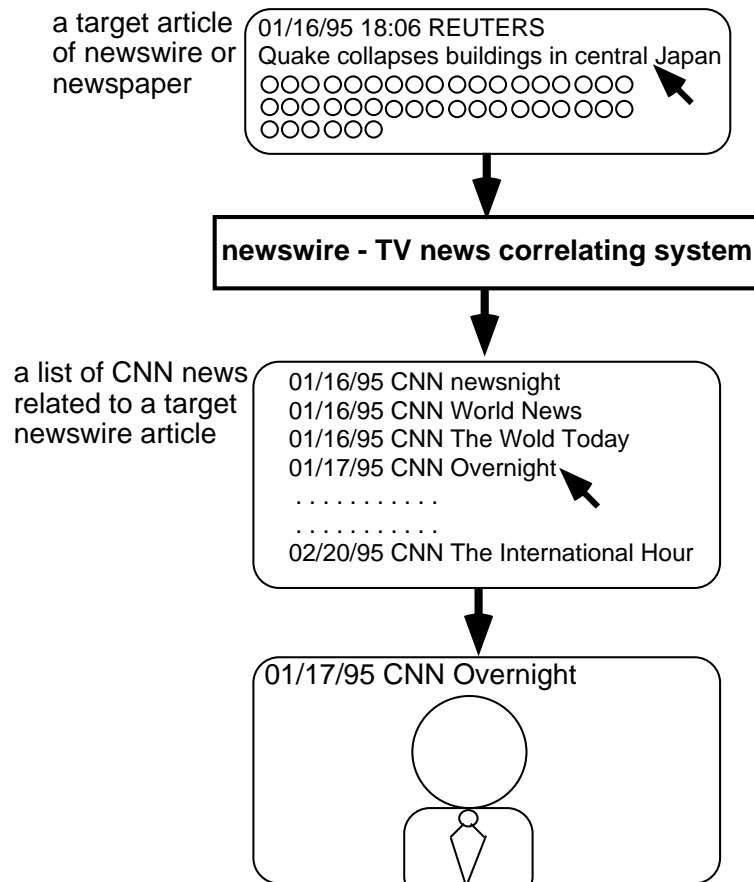 a target article
of newswire or
newspaper
01/16/95 18:06 REUTERS
Quake collapses buildings in central Japan
newswire - TV news correlating system
a list of CNN news
related to a target
newswire article
01/16/95 CNN newsnight
01/16/95 CNN World News
01/16/95 CNN The Wold Today
01/17/95 CNN Overnight
. . . . . . . . . . .
. . . . . . . . . . .
02/20/95 CNN The International Hour
01/17/95 CNN Overnight